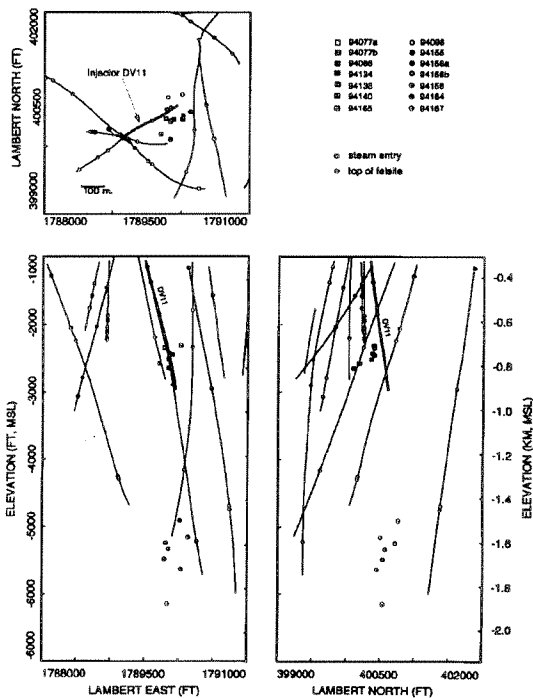 402000
400500
399000
LAMBERT NORTH (FT)
Injector DV11
100 m.
1788000 1789500 1791000
94077a
94077b
94086
94134
94140
94165
94098
94155
94156a
94156b
94158
94164
94167
steam entry
top of felsite
-1000
-2000
-3000
-4000
-5000
-6000
ELEVATION (FT, MSL)
DV11
1788000 1789500 1791000
LAMBERT EAST (FT)
DV11
-0.4
-0.6
-0.8
-1.0
-1.2
-1.4
-1.6
-1.8
-2.0
ELEVATION (KM, MSL)
399000 400500 402000
LAMBERT NORTH (FT)